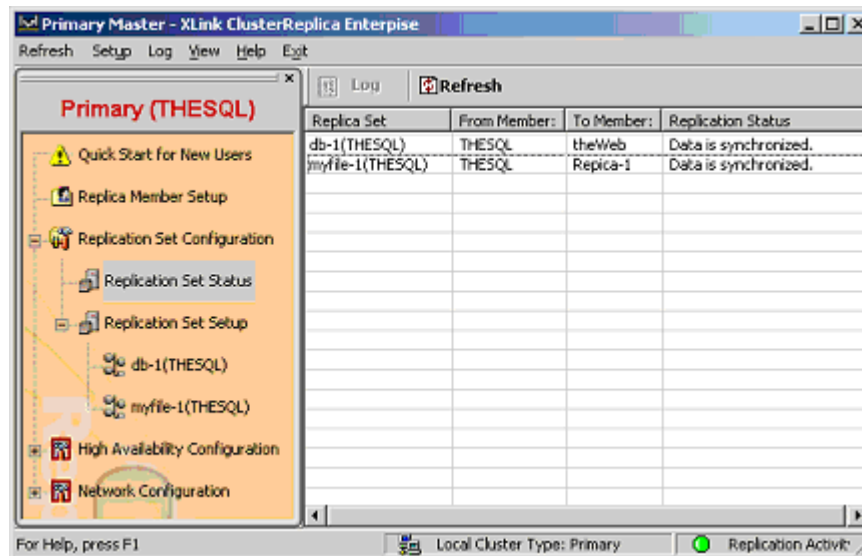 Primary Master - XLink ClusterReplica Enterpise
Refresh Setup Log View Help Exit
Primary (THESQL)
Quick Start for New Users
Replica Member Setup
Replication Set Configuration
Replication Set Status
Replication Set Setup
db-1(THESQL)
myfile-1(THESQL)
High Availability Configuration
Network Configuration
Log Refresh
Replica Set From Member: To Member: Replication Status
db-1(THESQL) THESQL theWeb Data is synchronized.
myfile-1(THESQL) THESQL Repica-1 Data is synchronized.
For Help, press F1 Local Cluster Type: Primary Replication Activit